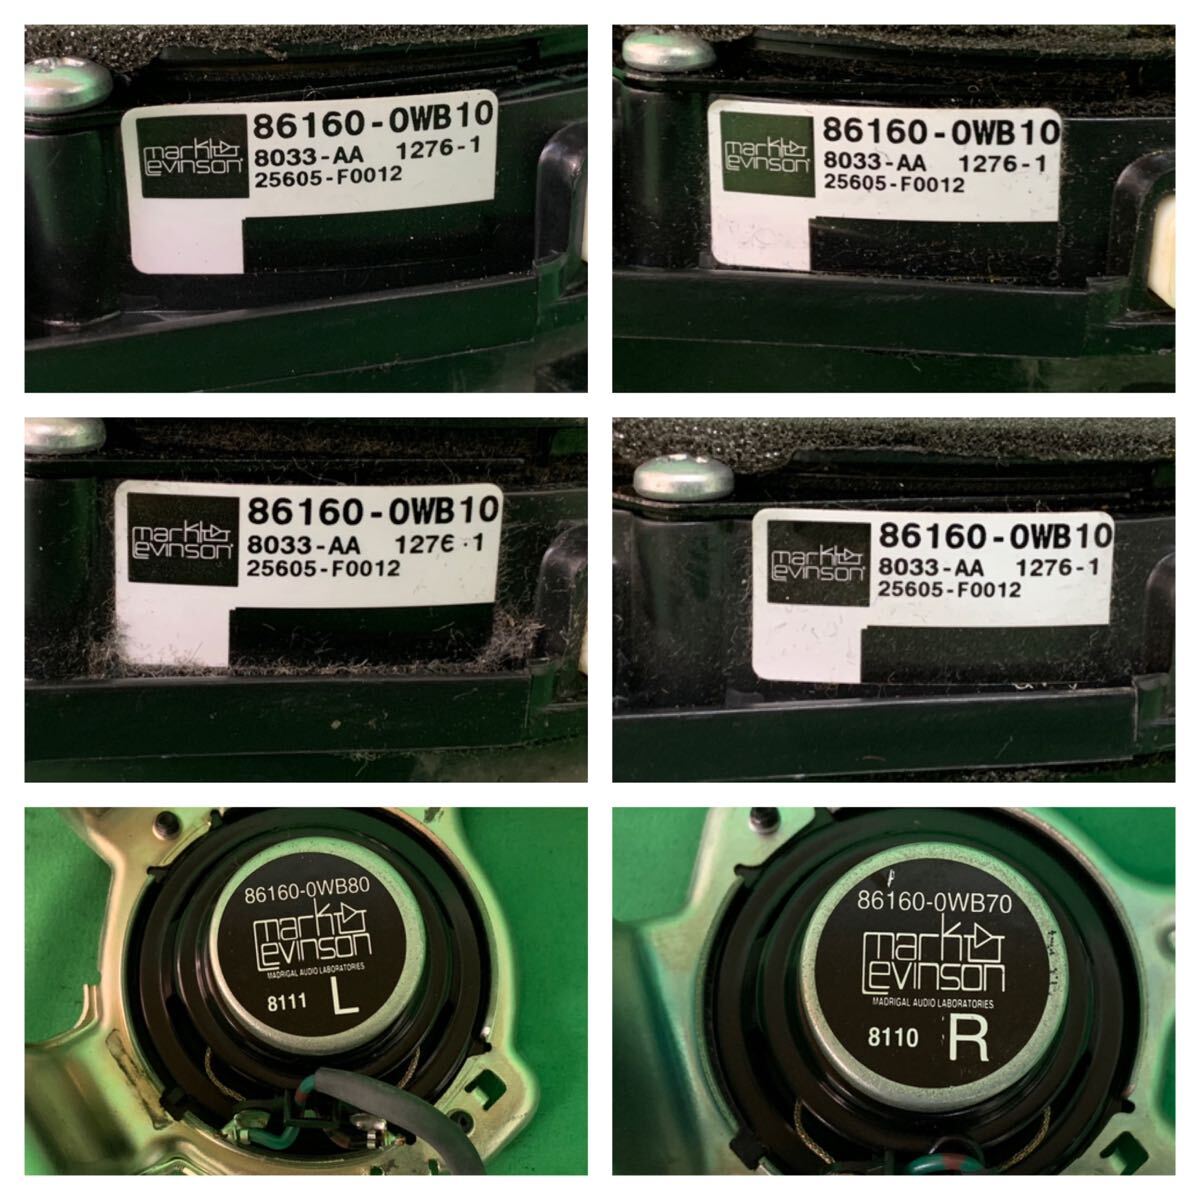 mark
levinson
86160-0WB10
8033-AA 1276-1
25605-F0012
mark
levinson
86160-0WB10
8033-AA 1276-1
25605-F0012
mark
levinson
86160-0WB10
8033-AA 1276-1
25605-F0012
mark
levinson
86160-0WB10
8033-AA 1276-1
25605-F0012
86160-0WB80
mark
levinson
MADRIGAL AUDIO LABORATORIES
8111 L
86160-0WB70
mark
levinson
MADRIGAL AUDIO LABORATORIES
8110 R